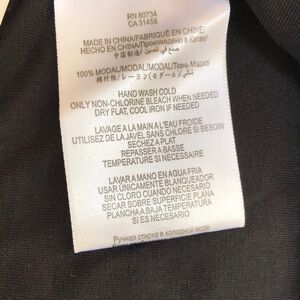 RN 80734
CA 31458
MADE IN CHINA/FABRIQUÉ EN CHINE/
HECHO EN CHINA/Произведено в Китае/
100% MODAL/MODAL/MODAL/Ткань Модал/
HAND WASH COLD
ONLY NON-CHLORINE BLEACH WHEN NEEDED
DRY FLAT, COOL IRON IF NEEDED
LAVAGE A LA MAIN A L'EAU FROIDE
UTILISEZ DE LA JAVEL SANS CHLORE SI BESOIN
SECHEZ A PLAT
REPASSER A BASSE
TEMPERATURE SI NECESSAIRE
LAVAR A MANO EN AGUA FRIA
USAR ÚNICAMENTE BLANQUEADOR
SIN CLORO CUANDO NECESARIO
SECAR SOBRE SUPERFICIE PLANA
PLANCHA A BAJA TEMPERATURA
SI ES NECESARIO
Ручная стирка в холодной воде